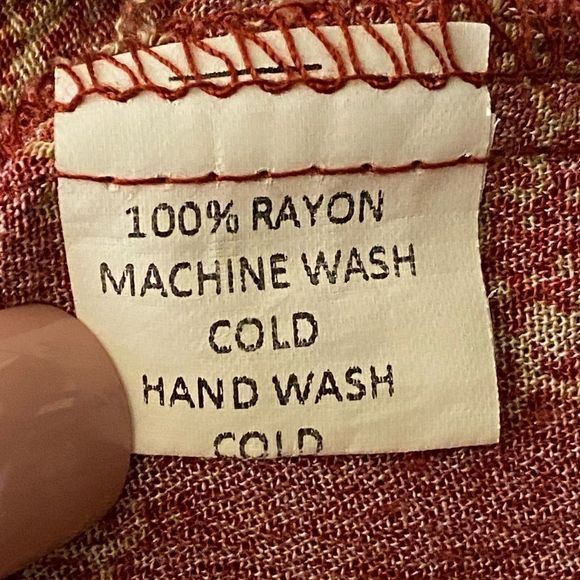 100% RAYON
MACHINE WASH
COLD
HAND WASH
COLD